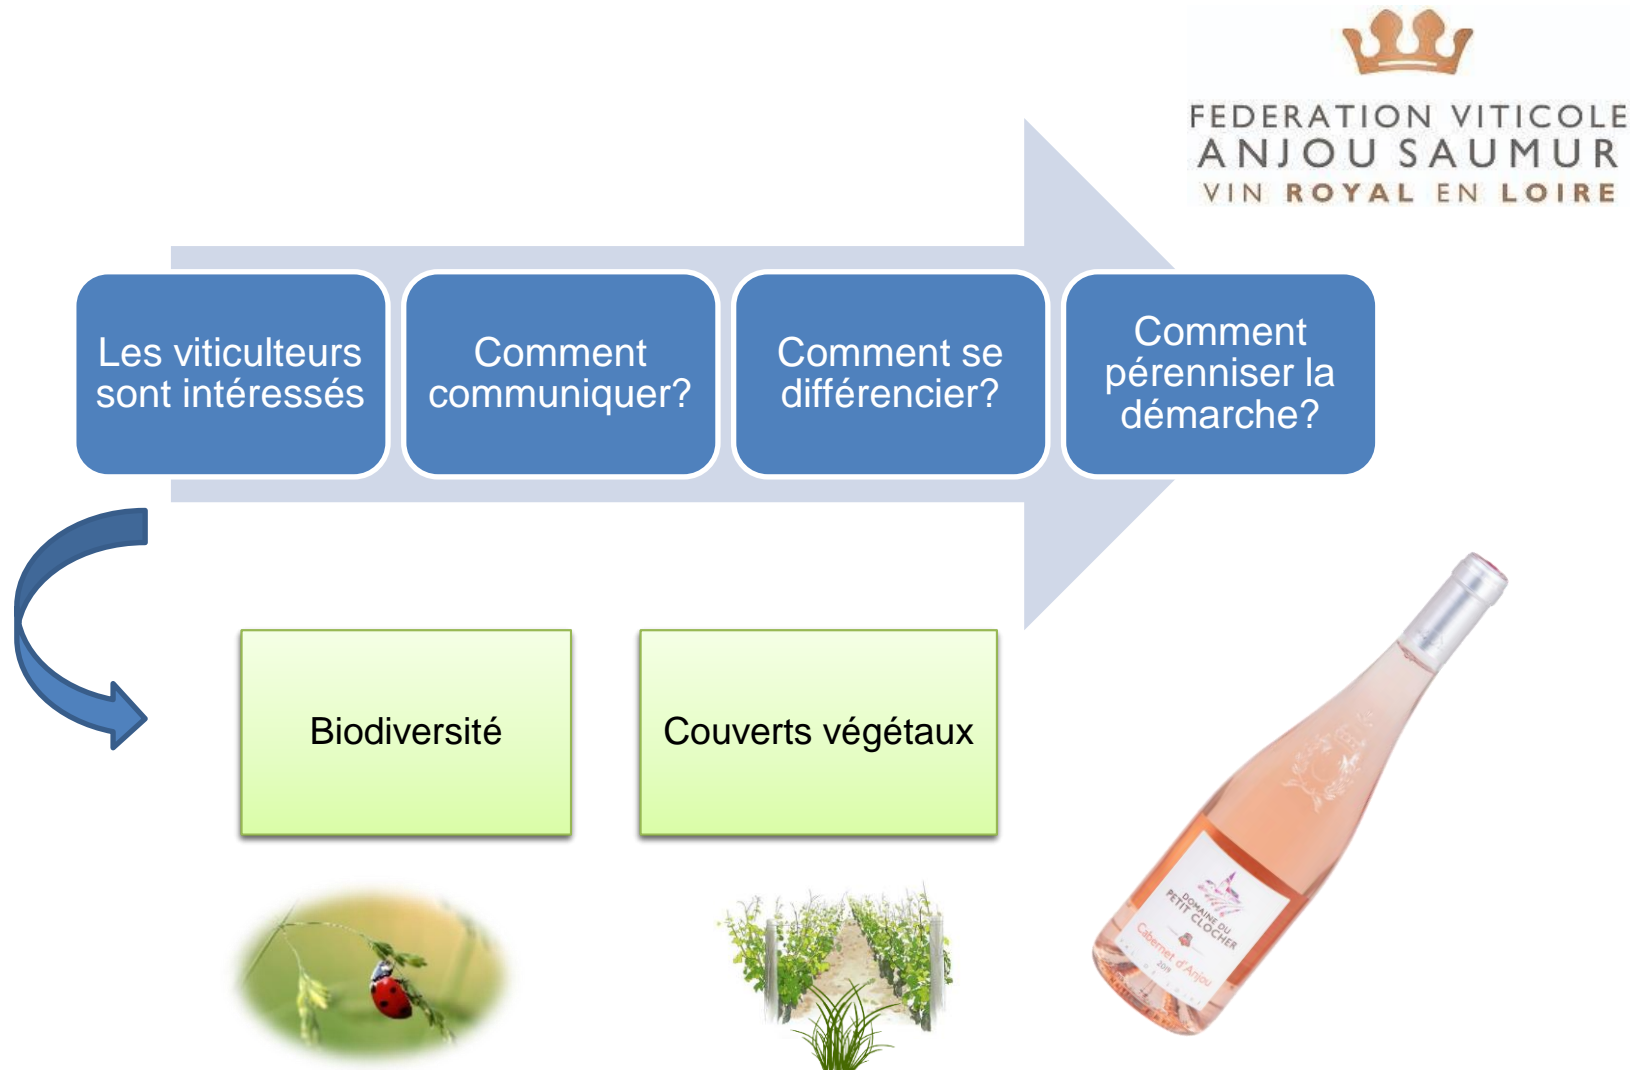 FEDERATION VITICOLE
ANJOU SAUMUR
VIN ROYAL EN LOIRE
Les viticulteurs
sont intéressés
Comment
communiquer?
Comment se
différencier?
Comment
pérenniser la
démarche?
Biodiversité
Couverts végétaux
DOMAINE DU
PETIT CLOCHER
Cabernet d'Anjou
2019